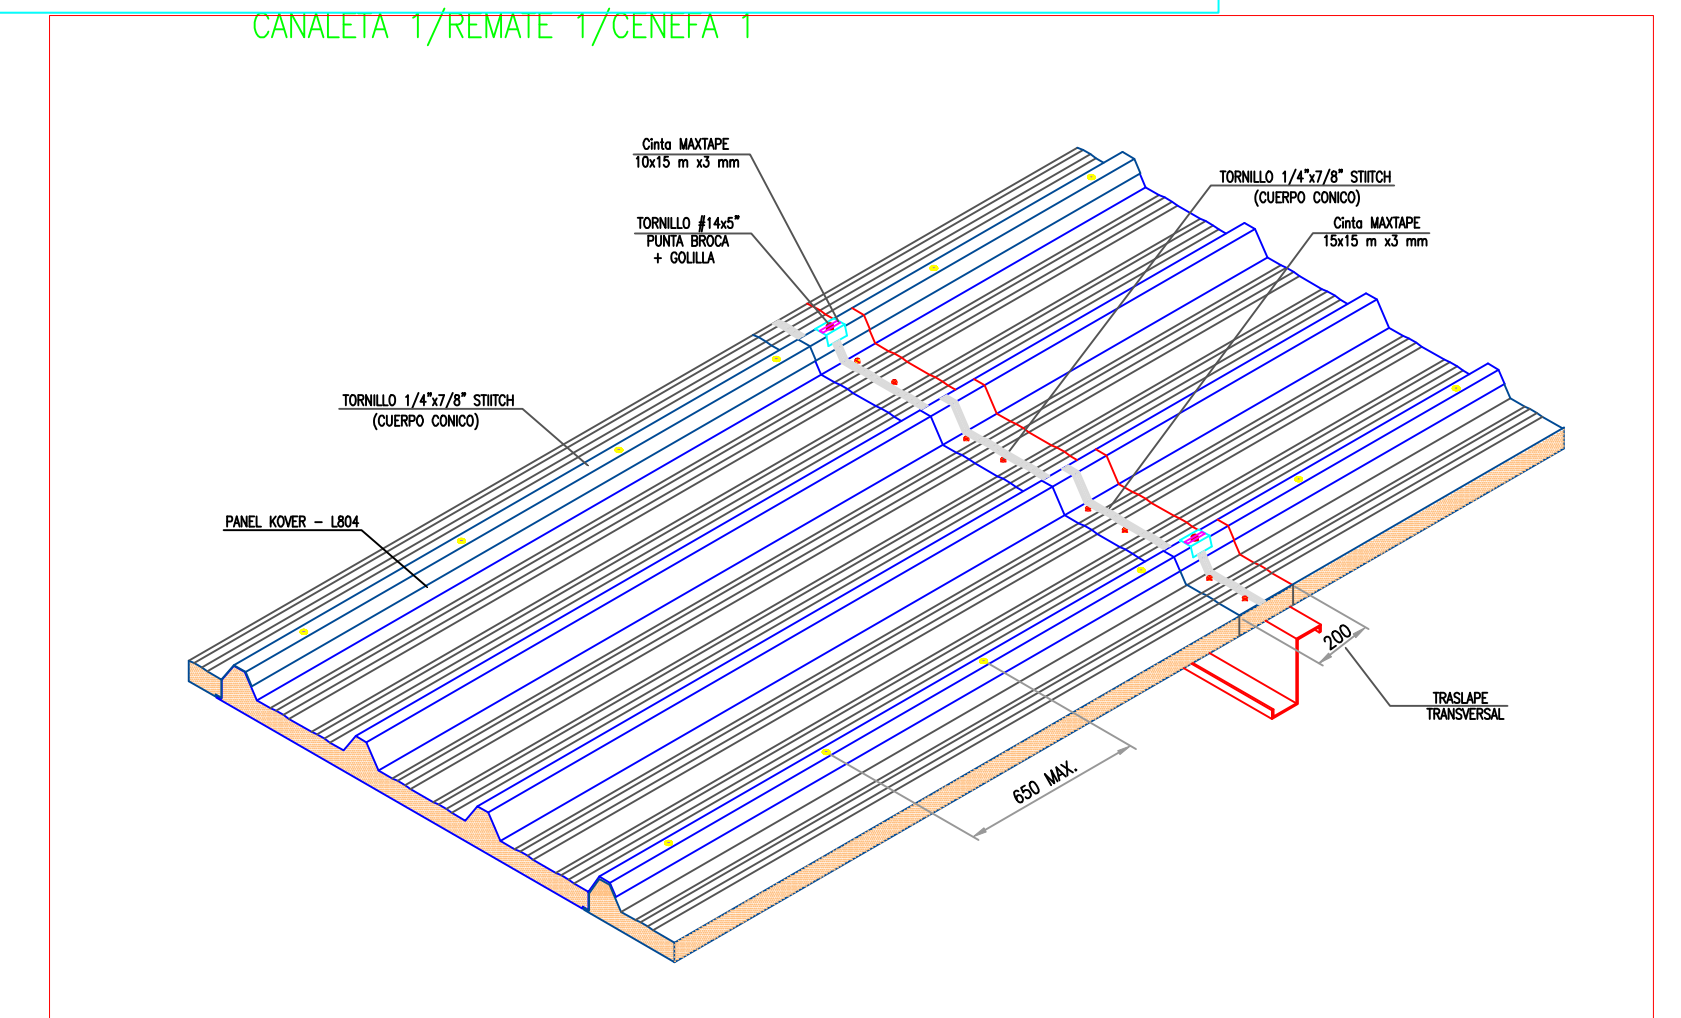 CANALETA 1/REMATE 1/CENEFA 1
Cinta MAXTAPE
10x15 m x3 mm
TORNILLO 1/4"x7/8" STIITCH
(CUERPO CONICO)
TORNILLO #14x5"
PUNTA BROCA
+ GOLILLA
Cinta MAXTAPE
15x15 m x3 mm
TORNILLO 1/4"x7/8" STIITCH
(CUERPO CONICO)
PANEL KOVER - L804
200
TRASLAPE
TRANSVERSAL
650 MAX.